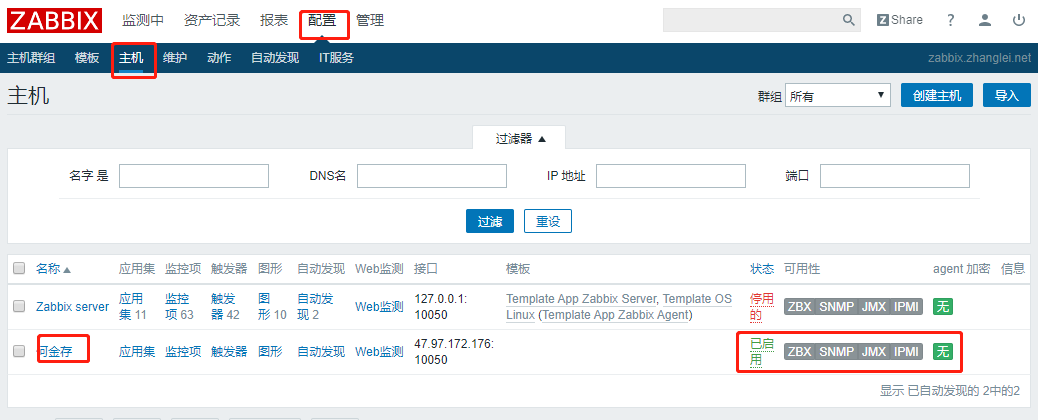 ZABBIX 监测中 资产记录 报表 配置 管理 Z Share ?
主机群组 模板 主机 维护 动作 自动发现 IT服务 zabbix.zhanglei.net
主机 群组 所有 创建主机 导入
过滤器 ▲
名字 是 DNS名 IP 地址 端口
过滤 重设
名称 ▲ 应用集 监控项 触发器 图形 自动发现 Web监测 接口 模板 状态 可用性 agent 加密 信息
Zabbix server 应用集 11 监控项 63 触发器 42 图形 10 自动发现 2 Web监测 127.0.0.1: 10050 Template App Zabbix Server, Template OS Linux (Template App Zabbix Agent) 停用的 ZBX SNMP JMX IPMI 无
何金存 应用集 监控项 触发器 图形 自动发现 Web监测 47.97.172.176: 10050 已启用 ZBX SNMP JMX IPMI 无
显示 已自动发现的 2中的2